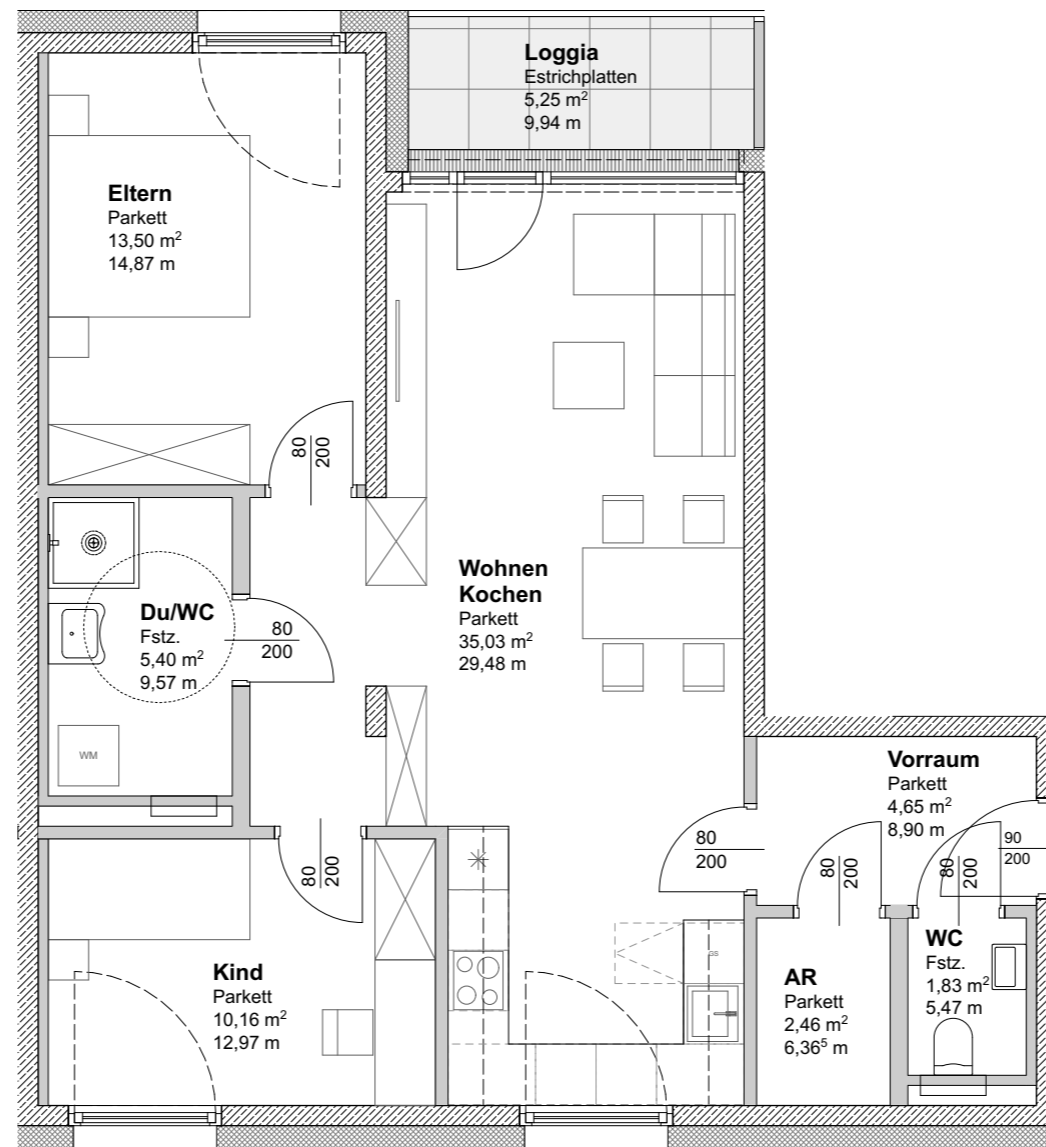 Loggia
Estrichplatten
5,25 m²
9,94 m
Eltern
Parkett
13,50 m²
14,87 m
80
200
Wohnen
Kochen
Parkett
35,03 m²
29,48 m
Du/WC
Fstz.
5,40 m²
9,57 m
80
200
WM
Vorraum
Parkett
4,65 m²
8,90 m
80
200
80
200
80
200
80
200
90
200
Kind
Parkett
10,16 m²
12,97 m
GS
AR
Parkett
2,46 m²
6,36⁵ m
WC
Fstz.
1,83 m²
5,47 m